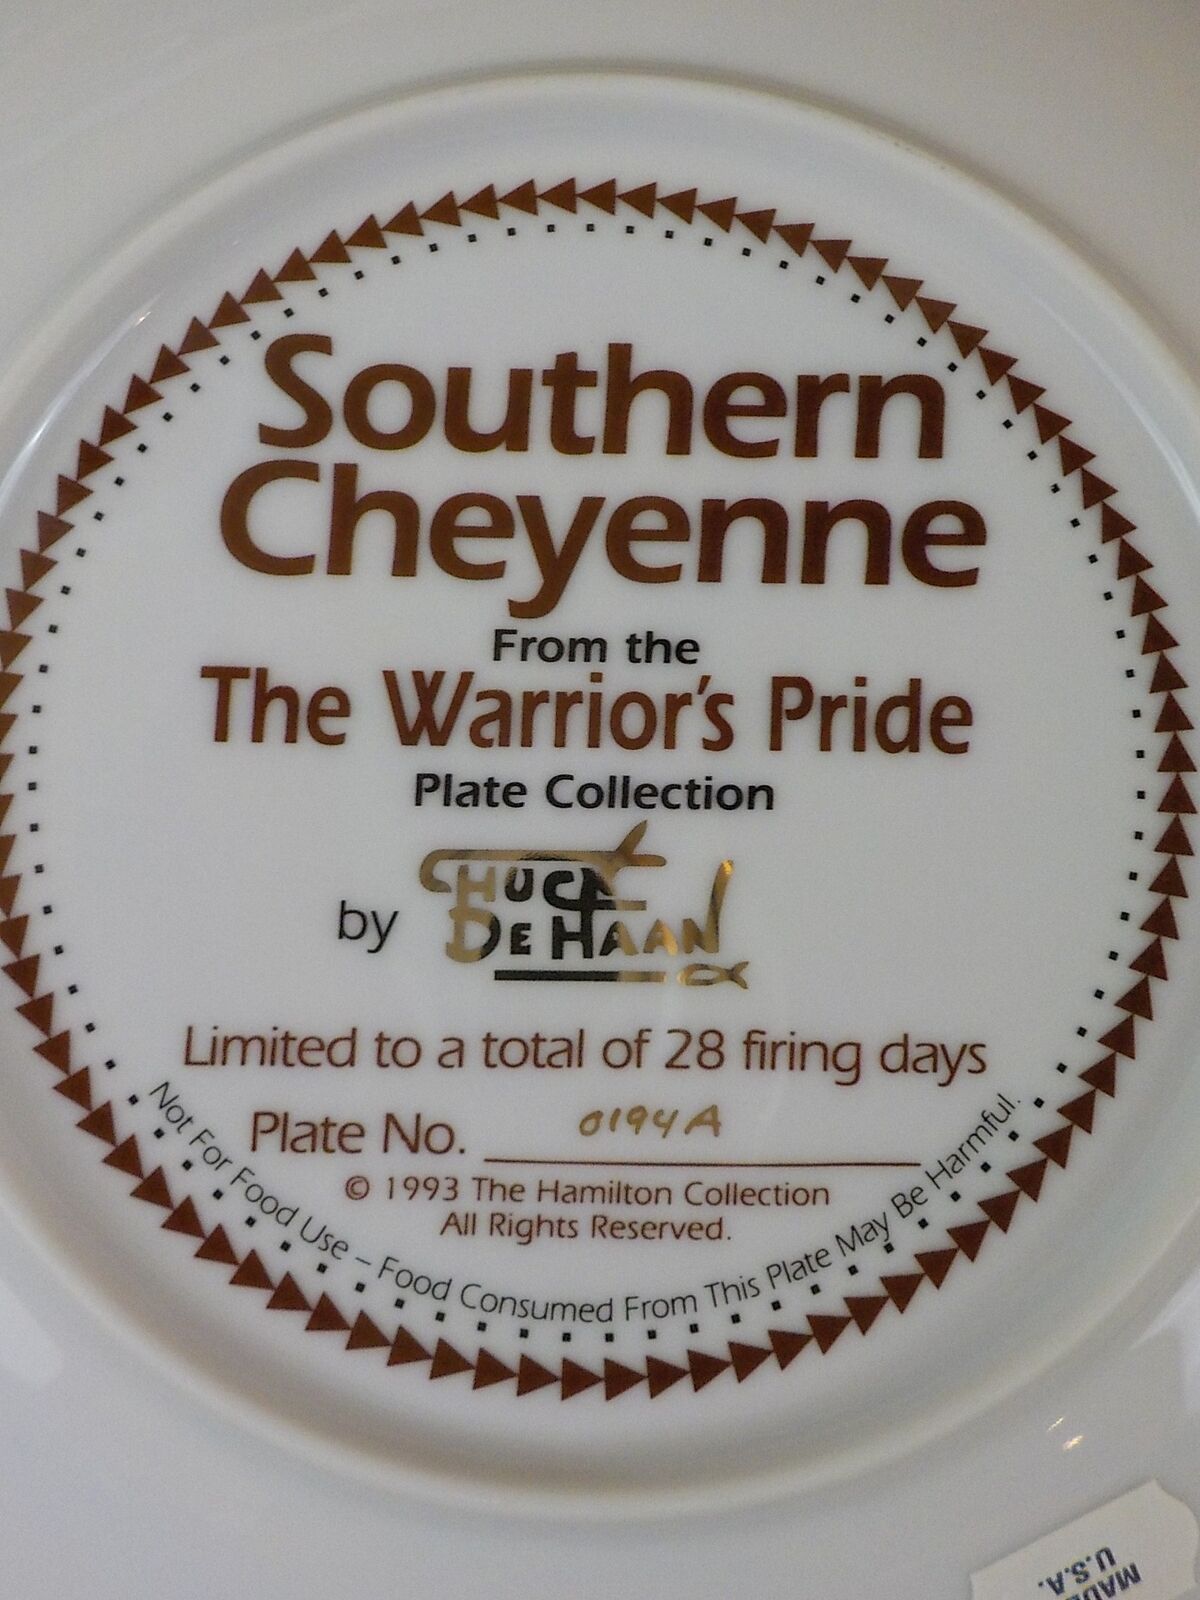 Southern
Cheyenne
From the
The Warrior's Pride
Plate Collection
by CHUCK
DEHAAN
Limited to a total of 28 firing days
Plate No. 0194A
© 1993 The Hamilton Collection
All Rights Reserved.
Not For Food Use – Food Consumed From This Plate May Be Harmful.
MADE
U.S.A.